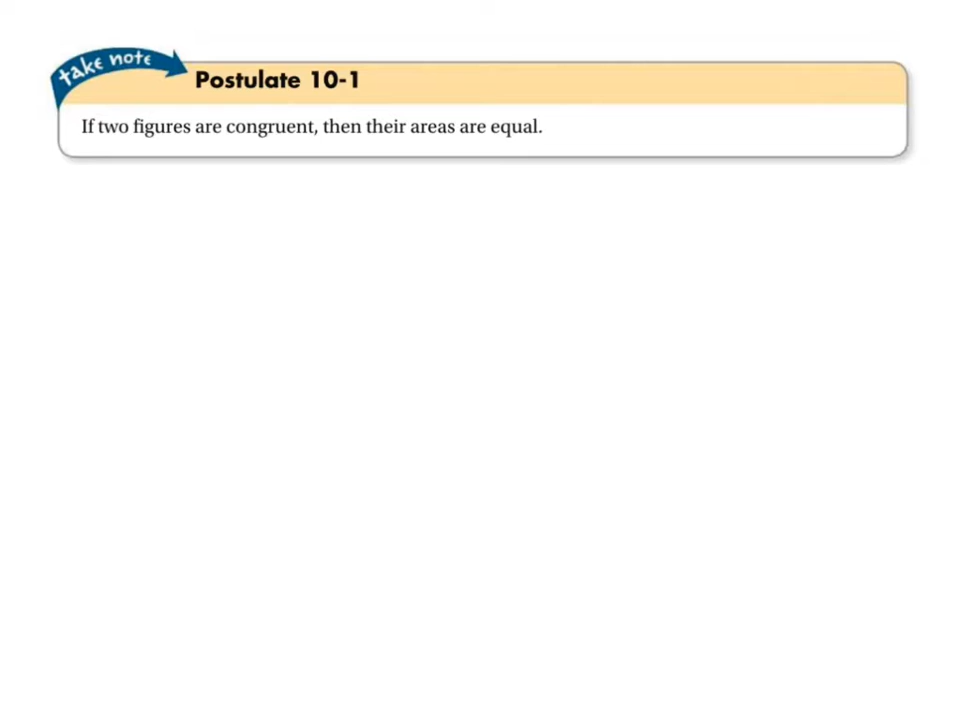 take note
Postulate 10-1
If two figures are congruent, then their areas are equal.